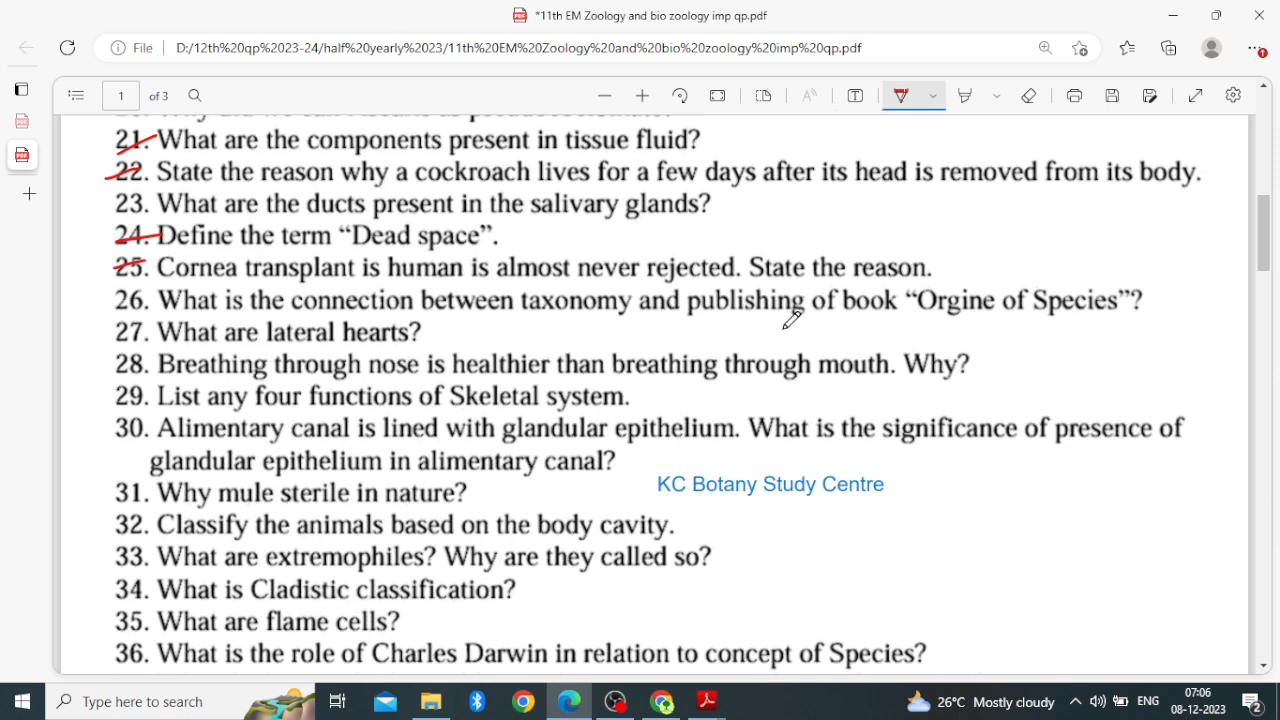 *11th EM Zoology and bio zoology imp qp.pdf
File D:/12th%20qp%2023-24/half%20yearly%2023/11th%20EM%20Zoology%20and%20bio%20zoology%20imp%20qp.pdf
1 of 3
21. What are the components present in tissue fluid?
22. State the reason why a cockroach lives for a few days after its head is removed from its body.
23. What are the ducts present in the salivary glands?
24. Define the term “Dead space”.
25. Cornea transplant is human is almost never rejected. State the reason.
26. What is the connection between taxonomy and publishing of book “Orgine of Species”?
27. What are lateral hearts?
28. Breathing through nose is healthier than breathing through mouth. Why?
29. List any four functions of Skeletal system.
30. Alimentary canal is lined with glandular epithelium. What is the significance of presence of
glandular epithelium in alimentary canal?
KC Botany Study Centre
31. Why mule sterile in nature?
32. Classify the animals based on the body cavity.
33. What are extremophiles? Why are they called so?
34. What is Cladistic classification?
35. What are flame cells?
36. What is the role of Charles Darwin in relation to concept of Species?
Type here to search
26°C Mostly cloudy
ENG
07:06
08-12-2023
2